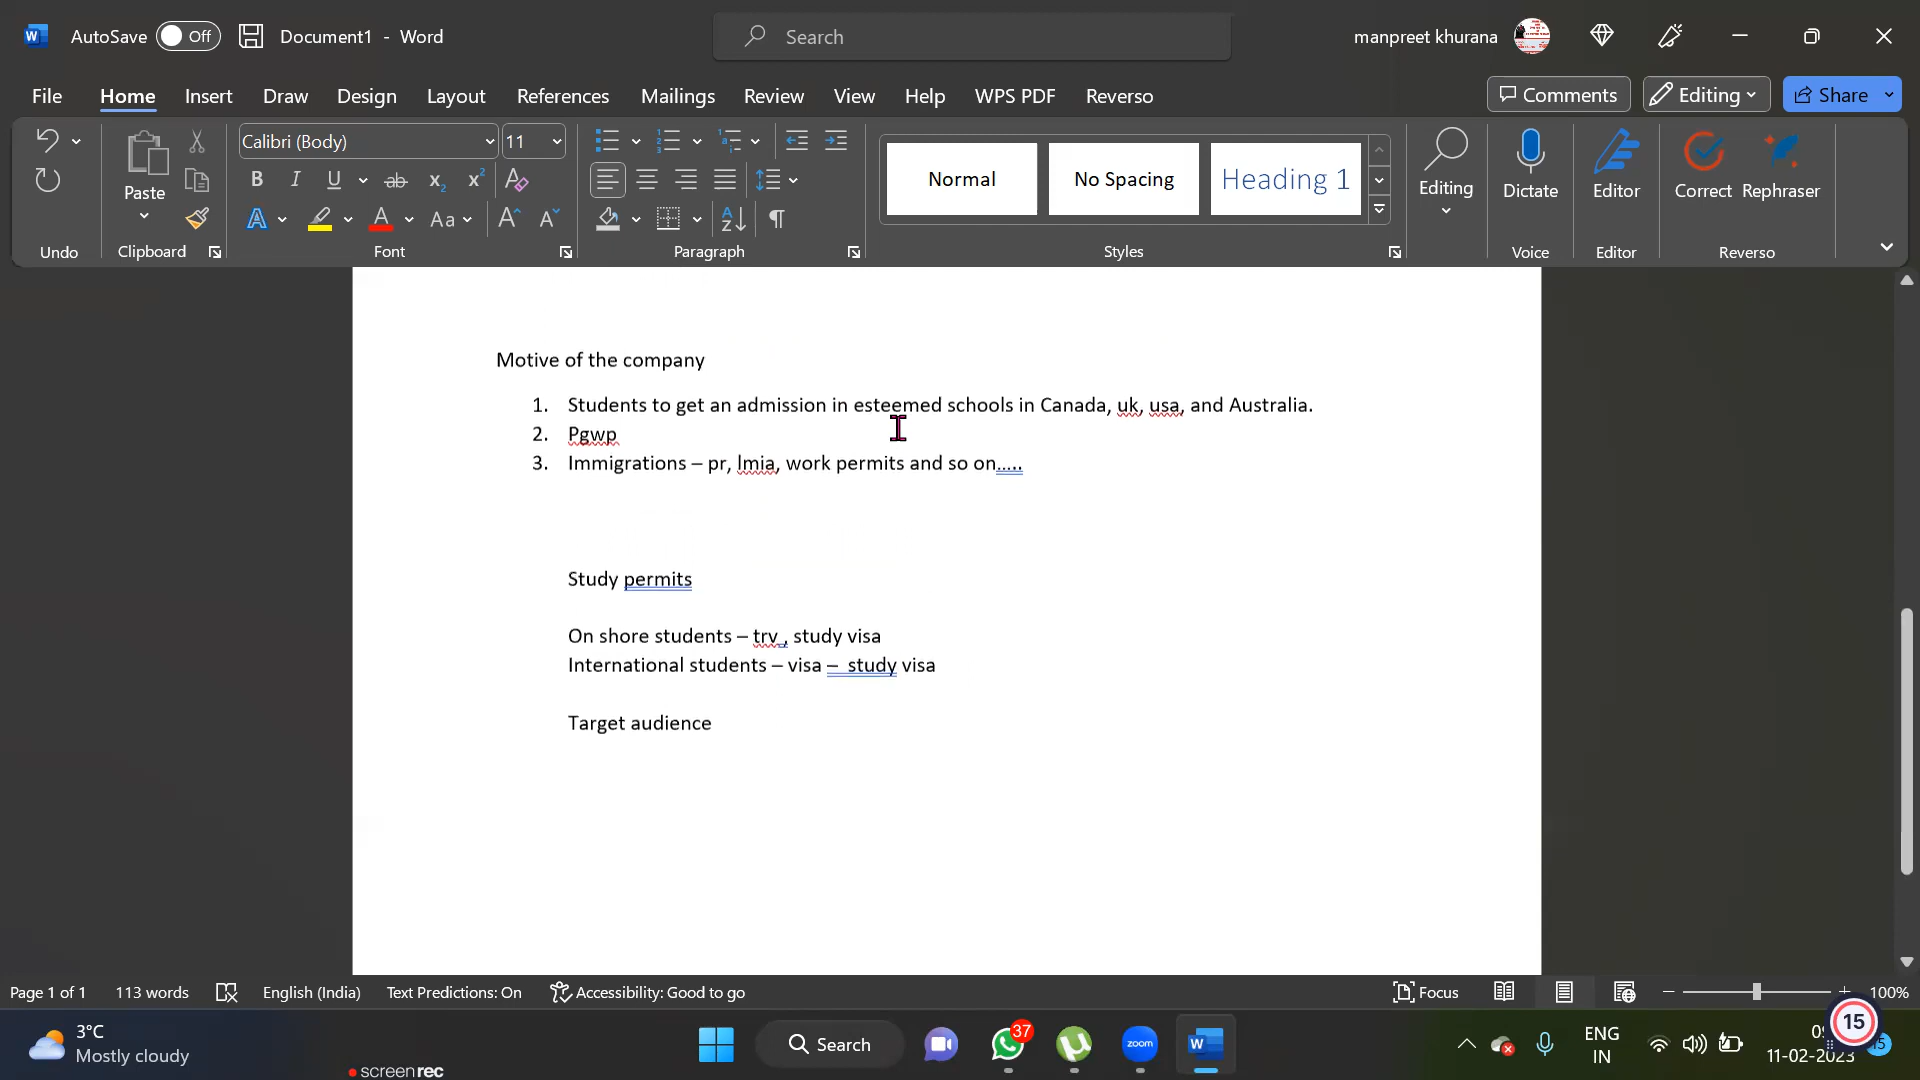 AutoSave Off Document1 - Word Search manpreet khurana
File Home Insert Draw Design Layout References Mailings Review View Help WPS PDF Reverso Comments Editing Share
Calibri (Body) 11
Paste
Normal No Spacing Heading 1
Editing Dictate Editor Correct Rephraser
Undo Clipboard Font Paragraph Styles Voice Editor Reverso
Motive of the company
1. Students to get an admission in esteemed schools in Canada, uk, usa, and Australia.
2. Pgwp
3. Immigrations – pr, lmia, work permits and so on…..
Study permits
On shore students – trv , study visa
International students – visa – study visa
Target audience
Page 1 of 1 113 words English (India) Text Predictions: On Accessibility: Good to go Focus 100%
3°C
Mostly cloudy
Search
37
zoom
ENG
IN
11-02-2023
15
screenrec